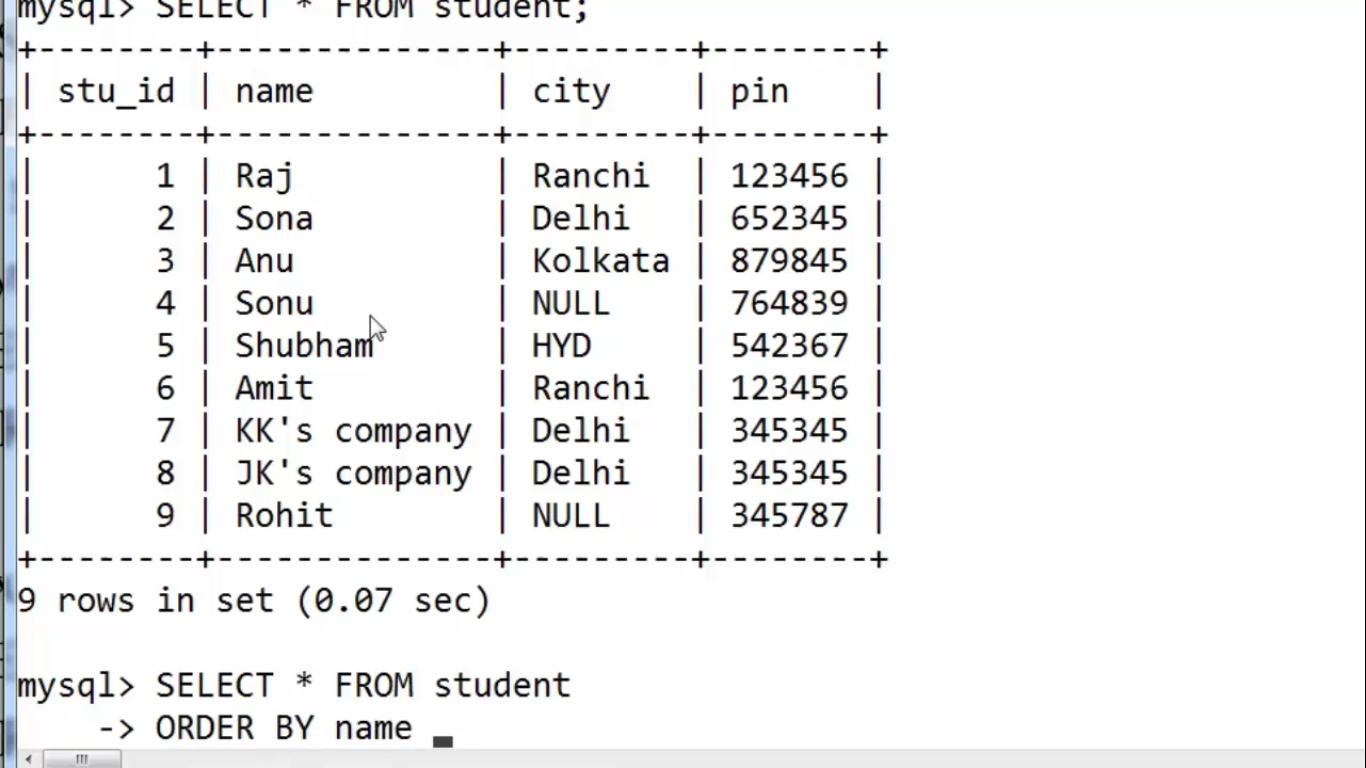 mysql> SELECT * FROM student;
+--------+--------------+---------+--------+
| stu_id | name         | city    | pin    |
+--------+--------------+---------+--------+
|      1 | Raj          | Ranchi  | 123456 |
|      2 | Sona         | Delhi   | 652345 |
|      3 | Anu          | Kolkata | 879845 |
|      4 | Sonu         | NULL    | 764839 |
|      5 | Shubham      | HYD     | 542367 |
|      6 | Amit         | Ranchi  | 123456 |
|      7 | KK's company | Delhi   | 345345 |
|      8 | JK's company | Delhi   | 345345 |
|      9 | Rohit        | NULL    | 345787 |
+--------+--------------+---------+--------+
9 rows in set (0.07 sec)
mysql> SELECT * FROM student
    -> ORDER BY name